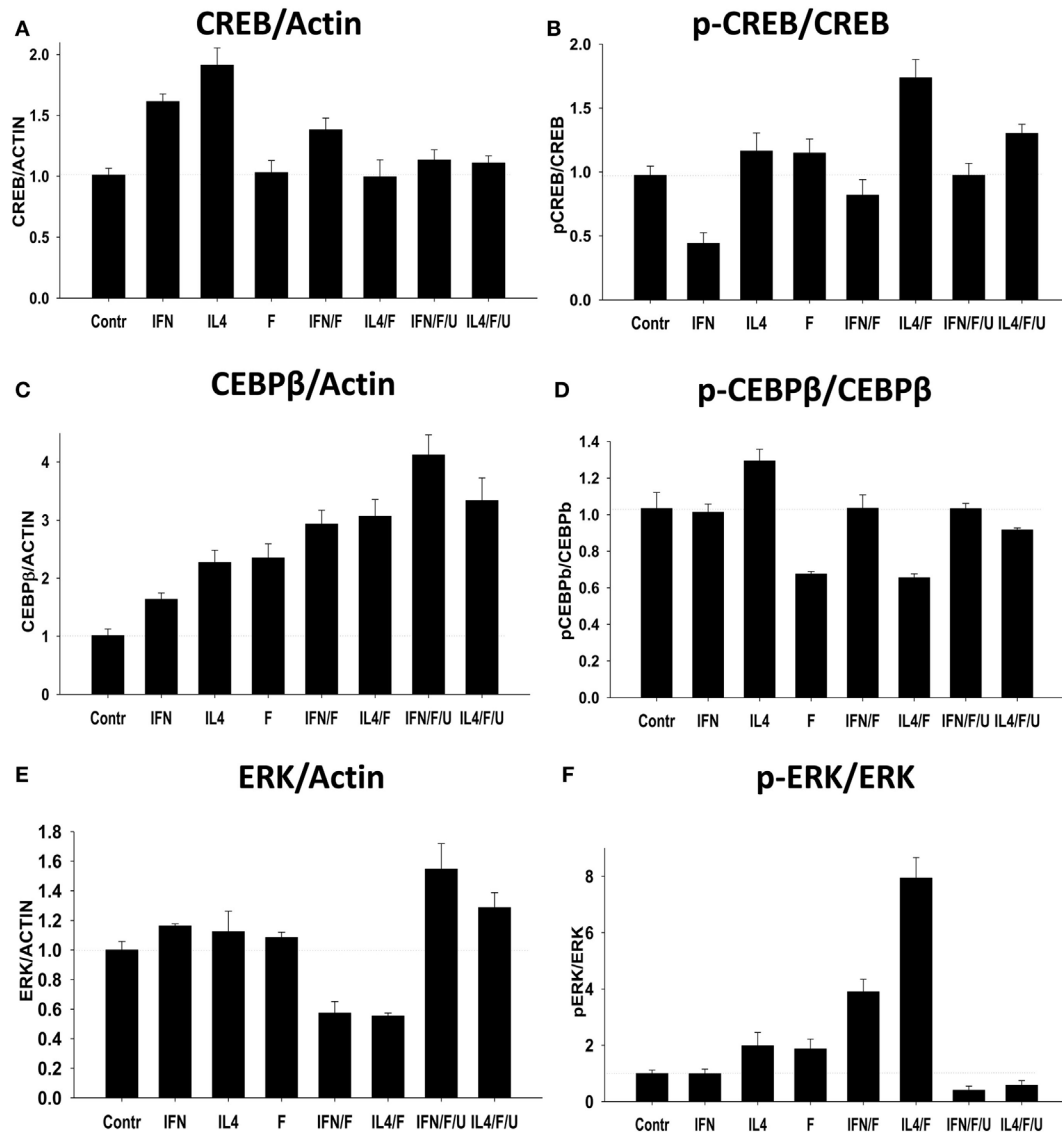 A CREB/Actin
CREB/ACTIN
2.0
1.5
1.0
0.5
0.0
Contr IFN IL4 F IFN/F IL4/F IFN/F/U IL4/F/U
B p-CREB/CREB
pCREB/CREB
2.0
1.5
1.0
0.5
0.0
Contr IFN IL4 F IFN/F IL4/F IFN/F/U IL4/F/U
C CEBPβ/Actin
CEBPβ/ACTIN
4
3
2
1
0
Contr IFN IL4 F IFN/F IL4/F IFN/F/U IL4/F/U
D p-CEBPβ/CEBPβ
pCEBPb/CEBPb
1.4
1.2
1.0
0.8
0.6
0.4
0.2
0.0
Contr IFN IL4 F IFN/F IL4/F IFN/F/U IL4/F/U
E ERK/Actin
ERK/ACTIN
1.8
1.6
1.4
1.2
1.0
0.8
0.6
0.4
0.2
0.0
Contr IFN IL4 F IFN/F IL4/F IFN/F/U IL4/F/U
F p-ERK/ERK
pERK/ERK
8
6
4
2
0
Contr IFN IL4 F IFN/F IL4/F IFN/F/U IL4/F/U